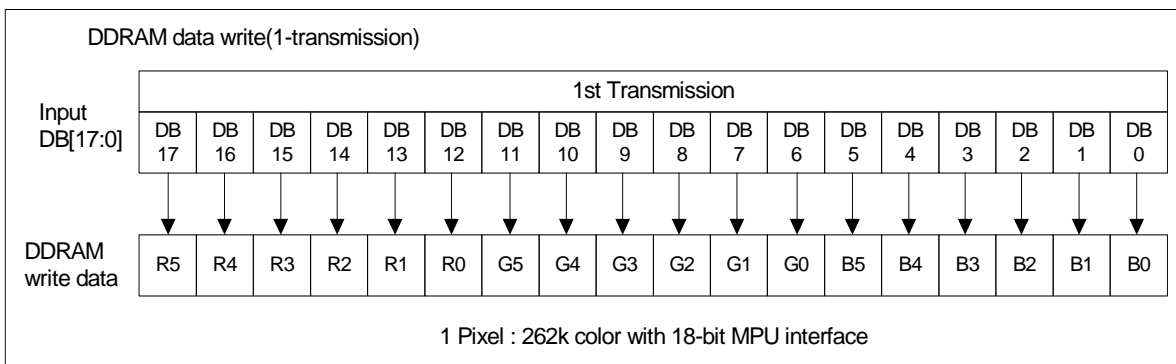 DDRAM data write(1-transmission)
1st Transmission
Input
DB[17:0]
DB 17 DB 16 DB 15 DB 14 DB 13 DB 12 DB 11 DB 10 DB 9 DB 8 DB 7 DB 6 DB 5 DB 4 DB 3 DB 2 DB 1 DB 0
DDRAM
write data
R5 R4 R3 R2 R1 R0 G5 G4 G3 G2 G1 G0 B5 B4 B3 B2 B1 B0
1 Pixel : 262k color with 18-bit MPU interface